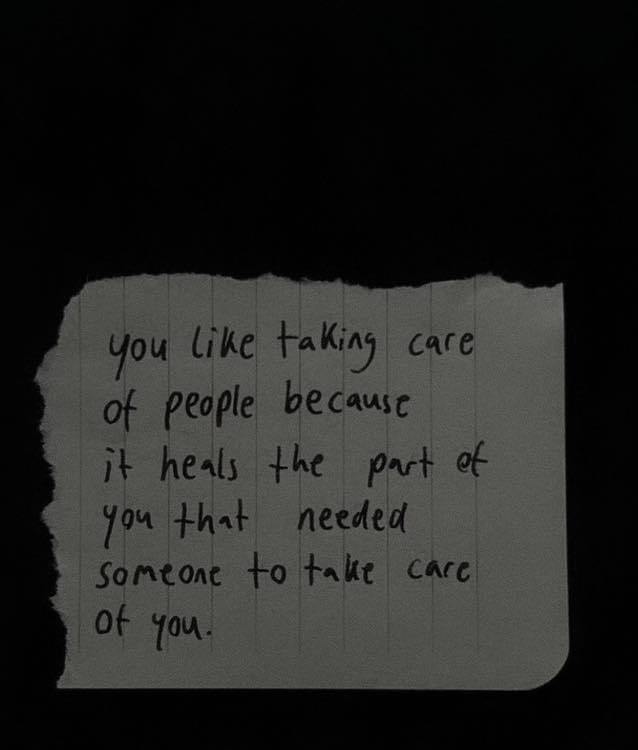 you like taking care
of people because
it heals the part of
you that needed
someone to take care
of you.